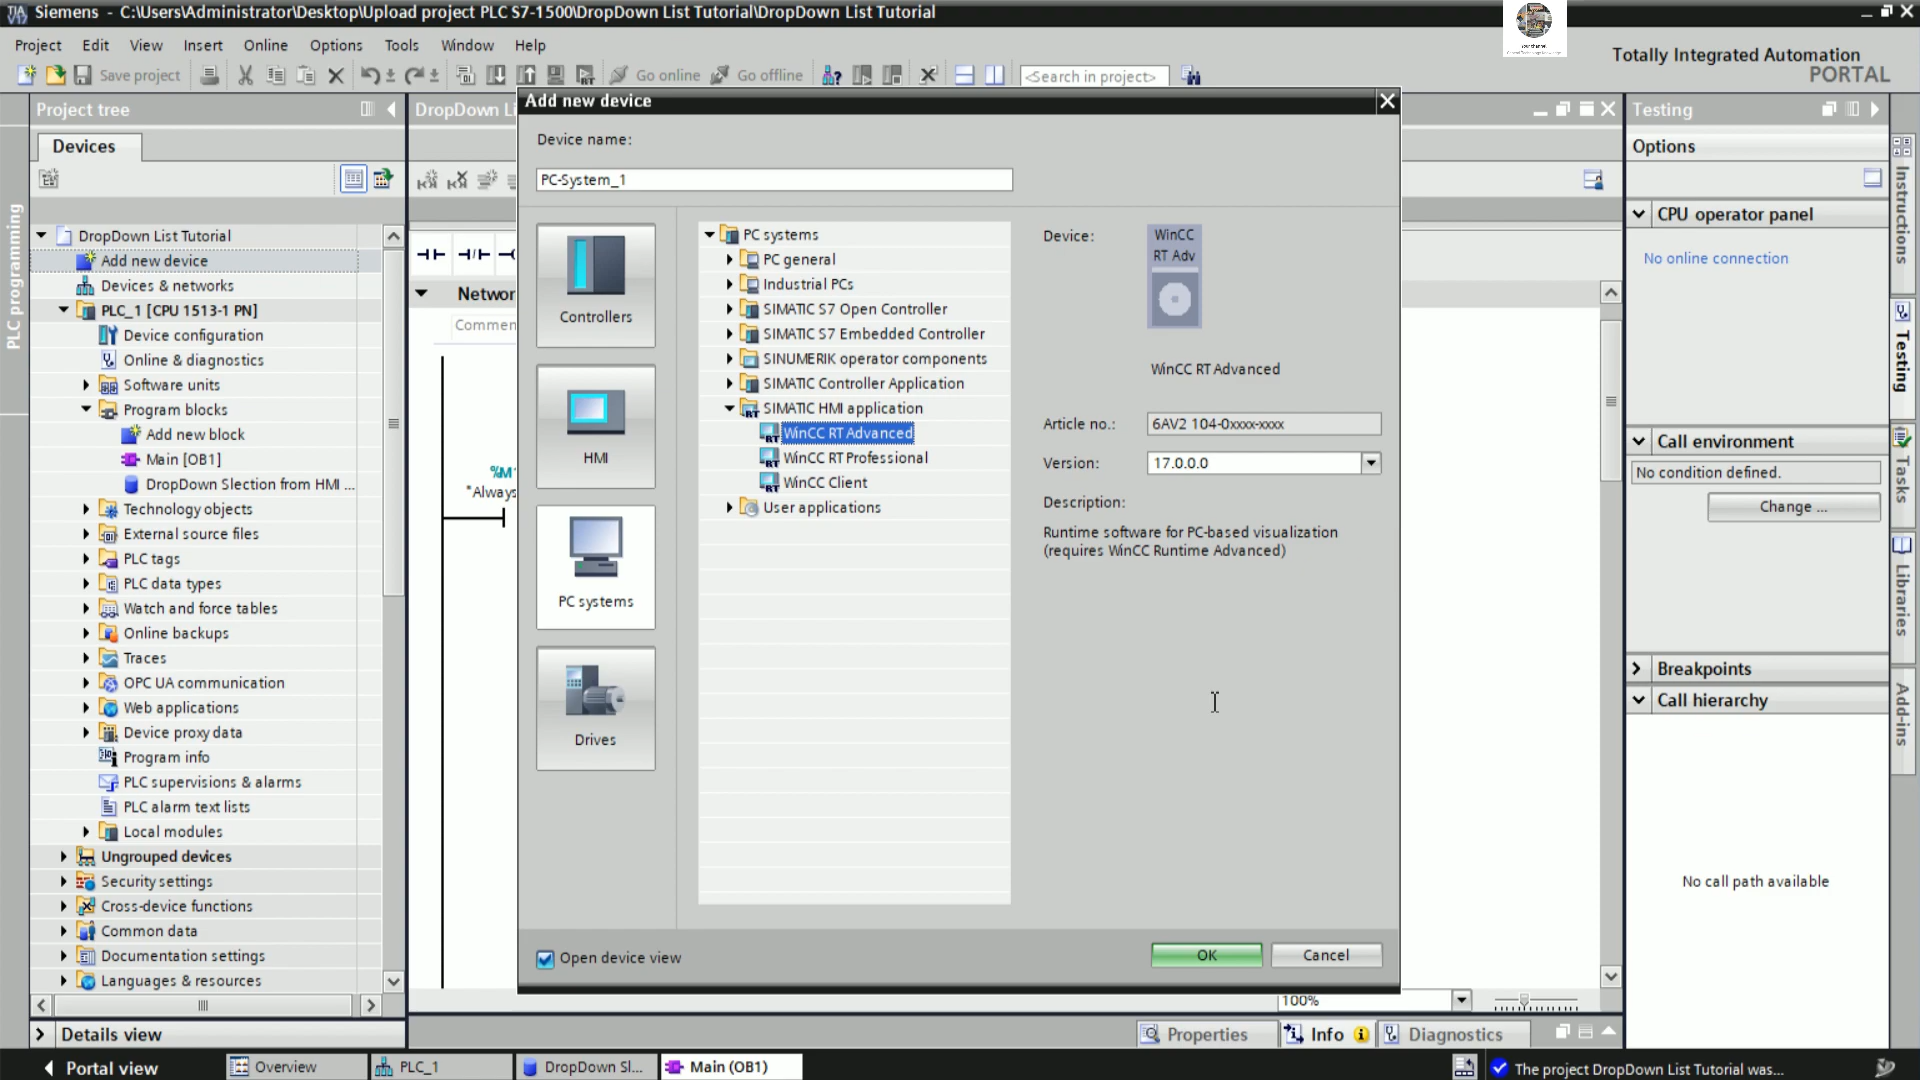 Siemens - C:\Users\Administrator\Desktop\Upload project PLC S7-1500\DropDown List Tutorial\DropDown List Tutorial
Project Edit View Insert Online Options Tools Window Help
Totally Integrated Automation
PORTAL
Save project
Go online
Go offline
<Search in project>
Project tree
Devices
PLC programming
DropDown List Tutorial
Add new device
Devices & networks
PLC_1 [CPU 1513-1 PN]
Device configuration
Online & diagnostics
Software units
Program blocks
Add new block
Main [OB1]
DropDown Slection from HMI ...
Technology objects
External source files
PLC tags
PLC data types
Watch and force tables
Online backups
Traces
OPC UA communication
Web applications
Device proxy data
Program info
PLC supervisions & alarms
PLC alarm text lists
Local modules
Ungrouped devices
Security settings
Cross-device functions
Common data
Documentation settings
Languages & resources
Details view
DropDown Li
Networ
Commen
%M
"Always
Add new device
Device name:
PC-System_1
Controllers
HMI
PC systems
Drives
PC systems
PC general
Industrial PCs
SIMATIC S7 Open Controller
SIMATIC S7 Embedded Controller
SINUMERIK operator components
SIMATIC Controller Application
SIMATIC HMI application
WinCC RT Advanced
WinCC RT Professional
WinCC Client
User applications
Device:
WinCC
RT Adv
WinCC RT Advanced
Article no.:
6AV2 104-0xxxx-xxxx
Version:
17.0.0.0
Description:
Runtime software for PC-based visualization
(requires WinCC Runtime Advanced)
Open device view
OK
Cancel
100%
Properties
Info
Diagnostics
Testing
Options
CPU operator panel
No online connection
Call environment
No condition defined.
Change ...
Breakpoints
Call hierarchy
No call path available
Instructions
Testing
Tasks
Libraries
Add-ins
Portal view
Overview
PLC_1
DropDown Sl...
Main (OB1)
The project DropDown List Tutorial was...